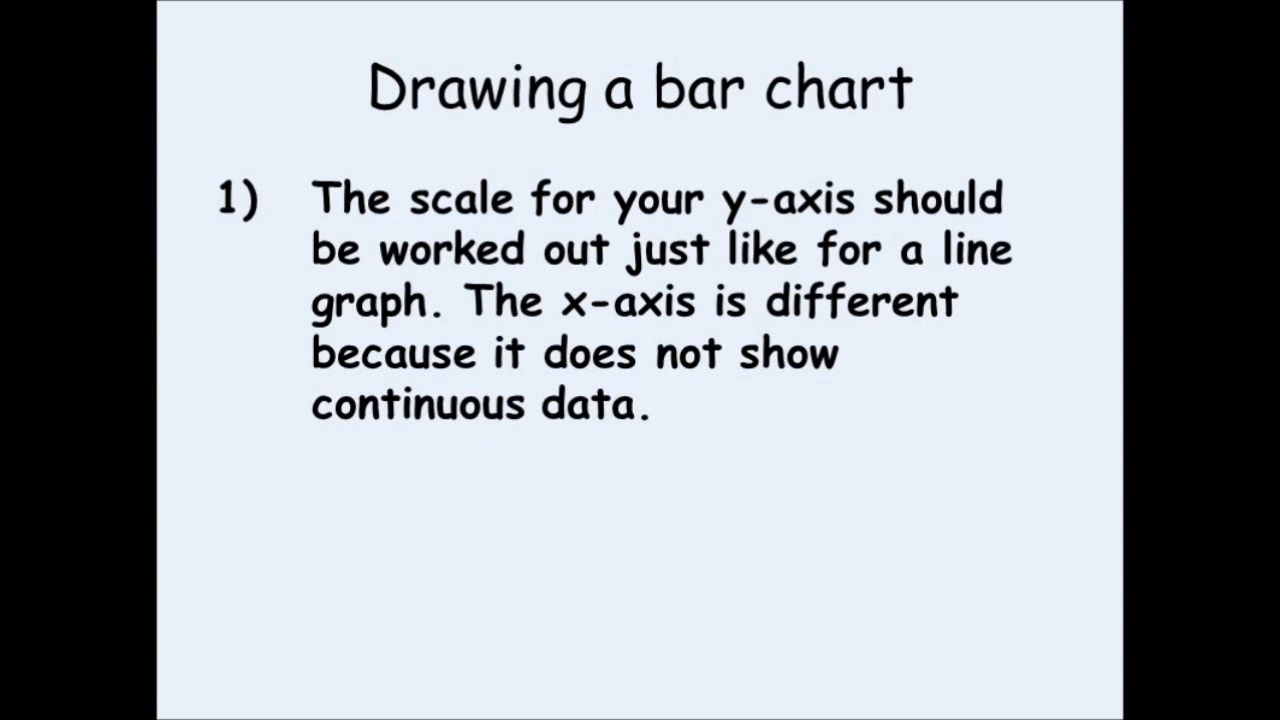 Drawing a bar chart
1) The scale for your y-axis should
be worked out just like for a line
graph. The x-axis is different
because it does not show
continuous data.